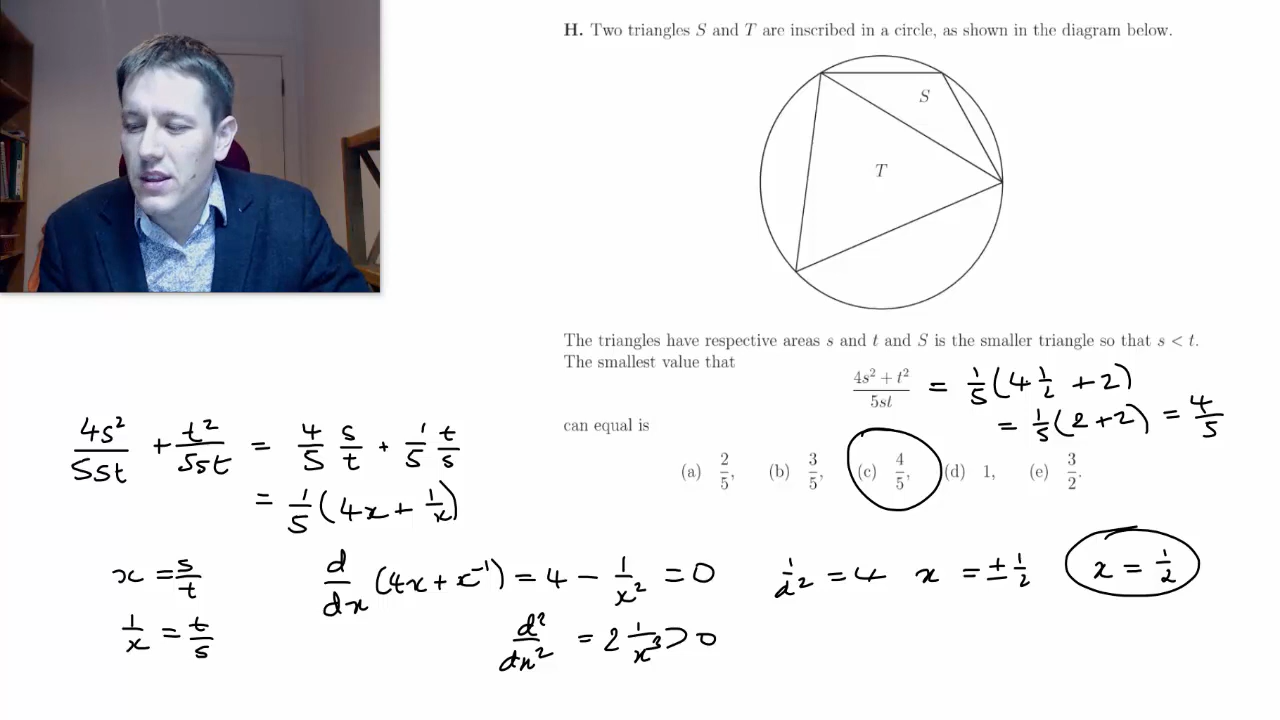 H. Two triangles S and T are inscribed in a circle, as shown in the diagram below.
S
T
The triangles have respective areas s and t and S is the smaller triangle so that s < t.
The smallest value that
(4s² + t²)/(5st) = 1/5 (4 1/2 + 2)
= 1/5 (2 + 2) = 4/5
can equal is
(a) 2/5, (b) 3/5, (c) 4/5, (d) 1, (e) 3/2.
4s²/5st + t²/5st = 4/5 s/t + 1/5 t/s
= 1/5 (4x + 1/x)
x = s/t
1/x = t/s
d/dx (4x + x⁻¹) = 4 − 1/x² = 0
1/x² = 4 x = ± 1/2
x = 1/2
d²/dx² = 2 1/x³ > 0